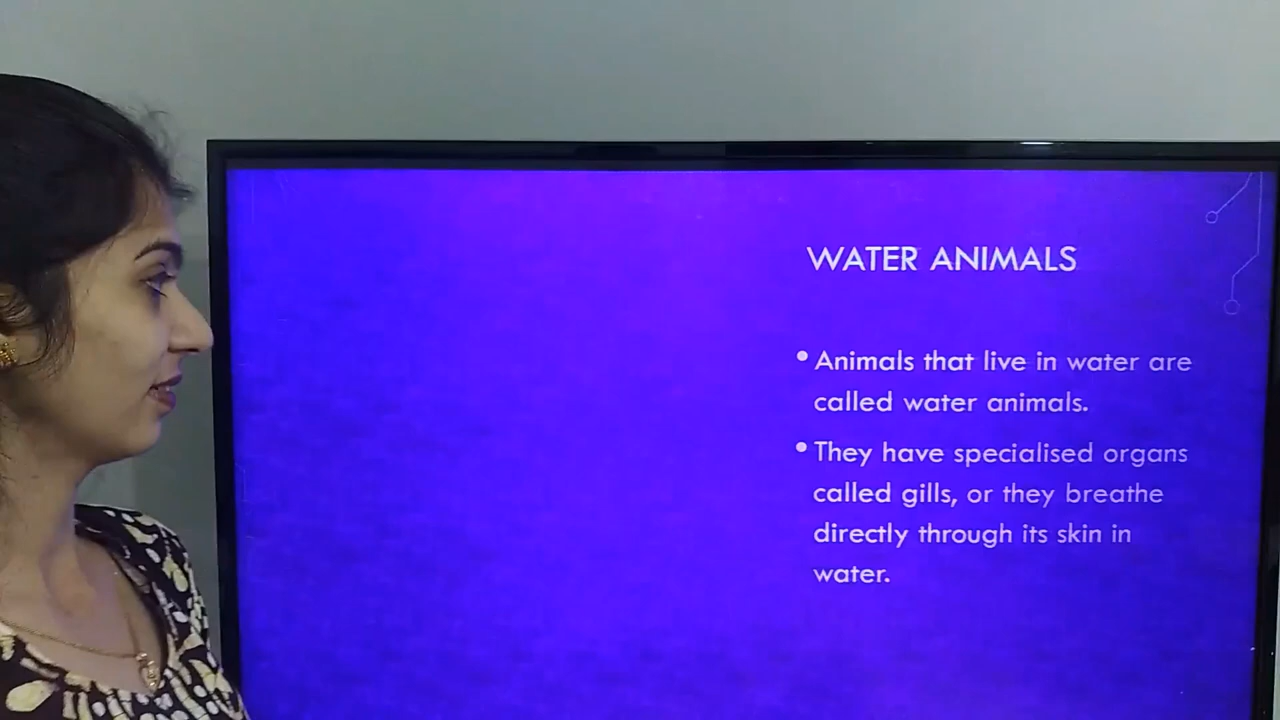 WATER ANIMALS
• Animals that live in water are
called water animals.
• They have specialised organs
called gills, or they breathe
directly through its skin in
water.